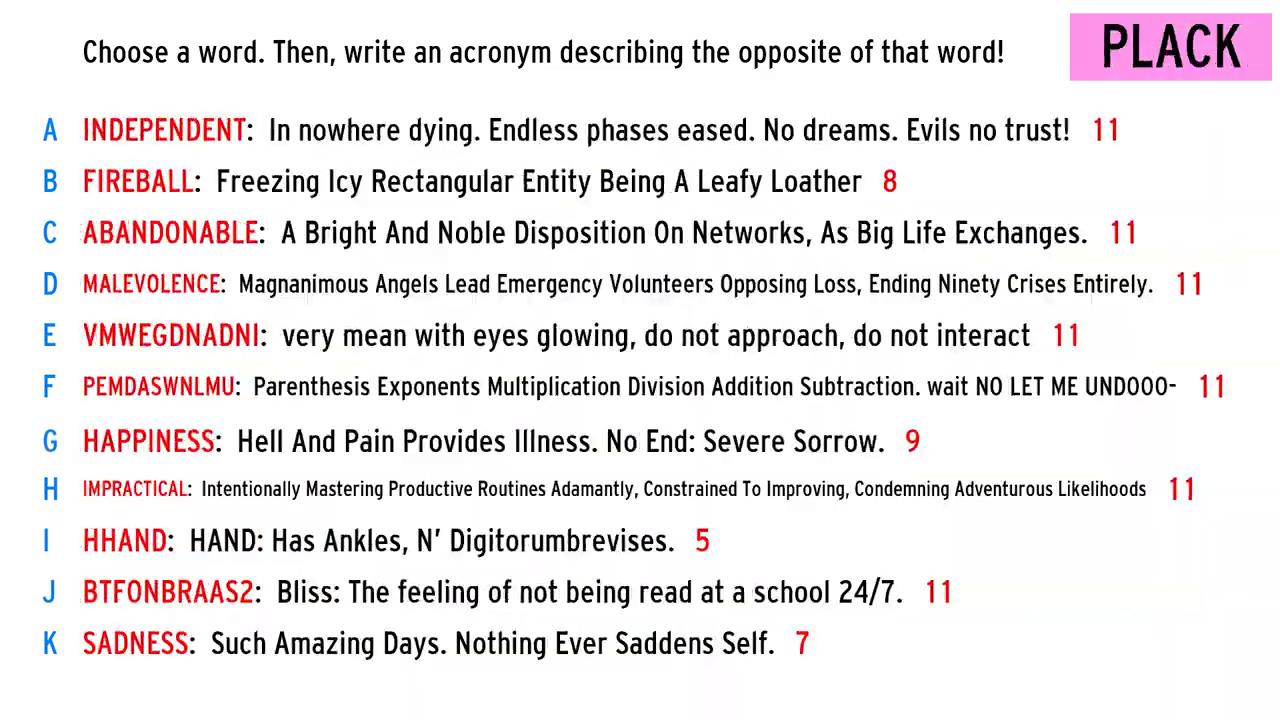 Choose a word. Then, write an acronym describing the opposite of that word!
PLACK
A INDEPENDENT: In nowhere dying. Endless phases eased. No dreams. Evils no trust! 11
B FIREBALL: Freezing Icy Rectangular Entity Being A Leafy Loather 8
C ABANDONABLE: A Bright And Noble Disposition On Networks, As Big Life Exchanges. 11
D MALEVOLENCE: Magnanimous Angels Lead Emergency Volunteers Opposing Loss, Ending Ninety Crises Entirely. 11
E VMWEGDNADNI: very mean with eyes glowing, do not approach, do not interact 11
F PEMDASWNLMU: Parenthesis Exponents Multiplication Division Addition Subtraction. wait NO LET ME UNDOOO- 11
G HAPPINESS: Hell And Pain Provides Illness. No End: Severe Sorrow. 9
H IMPRACTICAL: Intentionally Mastering Productive Routines Adamantly, Constrained To Improving, Condemning Adventurous Likelihoods 11
I HHAND: HAND: Has Ankles, N’ Digitorumbrevises. 5
J BTFONBRAAS2: Bliss: The feeling of not being read at a school 24/7. 11
K SADNESS: Such Amazing Days. Nothing Ever Saddens Self. 7